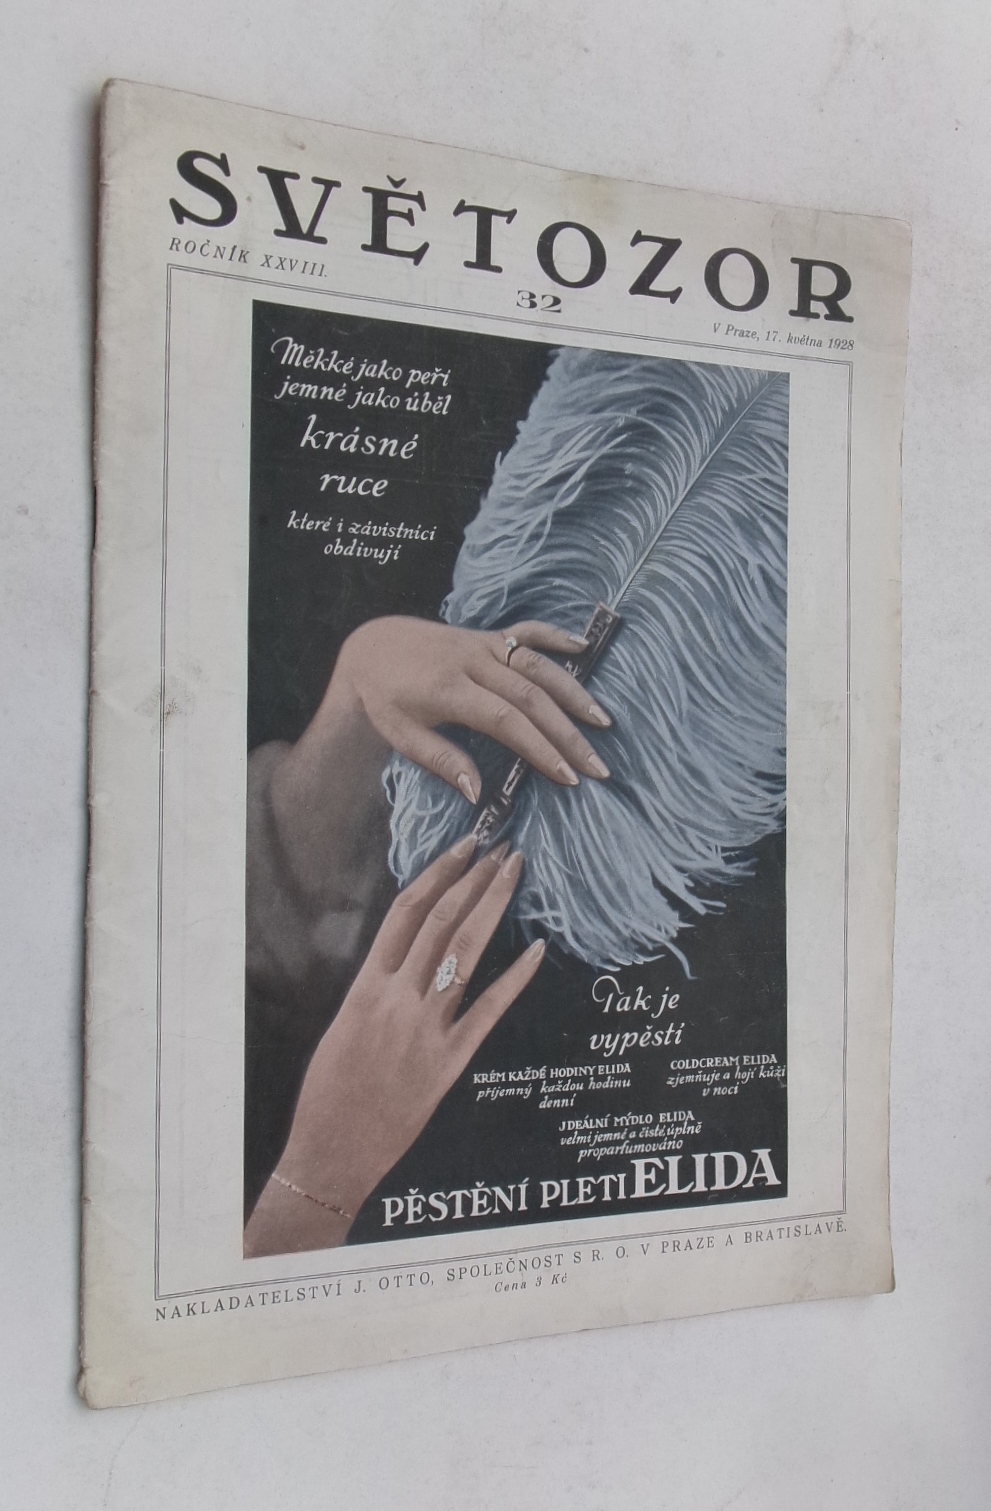 SVĚTOZOR
ROČNÍK XXVIII.
32
V Praze, 17. května 1928
Měkké jako peří
jemné jako úběl
krásné
ruce
které i závistníci
obdivují
Tak je
vypěstí
KRÉM KAŽDÉ HODINY ELIDA
příjemný každou hodinu
denní
COLDCREAM ELIDA
zjemňuje a hojí kůži
v noci
JDEÁLNÍ MÝDLO ELIDA
velmi jemné a čisté, úplně
proparfumováno
PĚSTĚNÍ PLETI ELIDA
NAKLADATELSTVÍ J. OTTO, SPOLEČNOST S R. O. V PRAZE A BRATISLAVĚ.
Cena 3 Kč